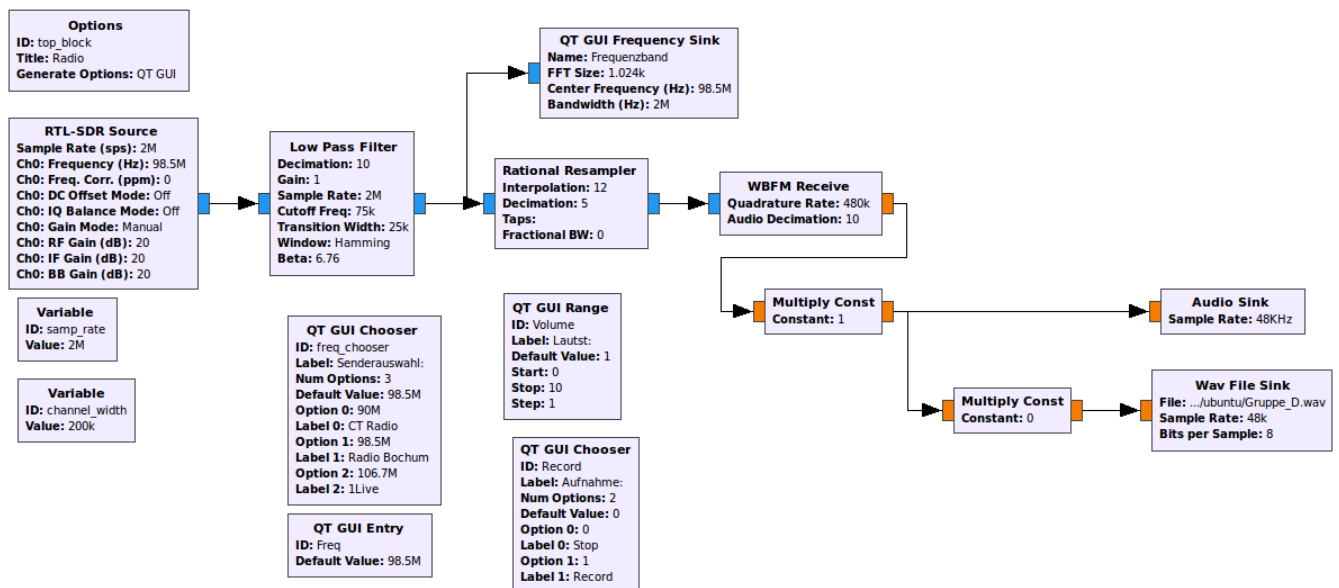 Options
ID: top_block
Title: Radio
Generate Options: QT GUI
RTL-SDR Source
Sample Rate (sps): 2M
Ch0: Frequency (Hz): 98.5M
Ch0: Freq. Corr. (ppm): 0
Ch0: DC Offset Mode: Off
Ch0: IQ Balance Mode: Off
Ch0: Gain Mode: Manual
Ch0: RF Gain (dB): 20
Ch0: IF Gain (dB): 20
Ch0: BB Gain (dB): 20
Variable
ID: samp_rate
Value: 2M
Variable
ID: channel_width
Value: 200k
Low Pass Filter
Decimation: 10
Gain: 1
Sample Rate: 2M
Cutoff Freq: 75k
Transition Width: 25k
Window: Hamming
Beta: 6.76
QT GUI Chooser
ID: freq_chooser
Label: Senderauswahl:
Num Options: 3
Default Value: 98.5M
Option 0: 90M
Label 0: CT Radio
Option 1: 98.5M
Label 1: Radio Bochum
Option 2: 106.7M
Label 2: 1Live
QT GUI Entry
ID: Freq
Default Value: 98.5M
QT GUI Frequency Sink
Name: Frequenzband
FFT Size: 1.024k
Center Frequency (Hz): 98.5M
Bandwidth (Hz): 2M
Rational Resampler
Interpolation: 12
Decimation: 5
Taps:
Fractional BW: 0
QT GUI Range
ID: Volume
Label: Lautst:
Default Value: 1
Start: 0
Stop: 10
Step: 1
QT GUI Chooser
ID: Record
Label: Aufnahme:
Num Options: 2
Default Value: 0
Option 0: 0
Label 0: Stop
Option 1: 1
Label 1: Record
WBFM Receive
Quadrature Rate: 480k
Audio Decimation: 10
Multiply Const
Constant: 1
Multiply Const
Constant: 0
Audio Sink
Sample Rate: 48KHz
Wav File Sink
File: .../ubuntu/Gruppe_D.wav
Sample Rate: 48k
Bits per Sample: 8